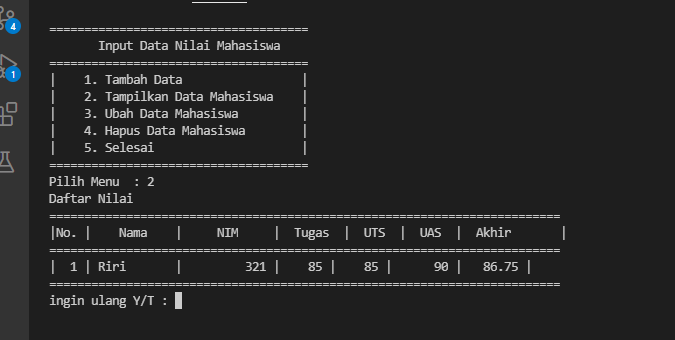 4
1
=====================================
Input Data Nilai Mahasiswa
=====================================
| 1. Tambah Data |
| 2. Tampilkan Data Mahasiswa |
| 3. Ubah Data Mahasiswa |
| 4. Hapus Data Mahasiswa |
| 5. Selesai |
=====================================
Pilih Menu : 2
Daftar Nilai
=========================================================================
|No. | Nama | NIM | Tugas | UTS | UAS | Akhir |
=========================================================================
| 1 | Riri | 321 | 85 | 85 | 90 | 86.75 |
=========================================================================
ingin ulang Y/T :